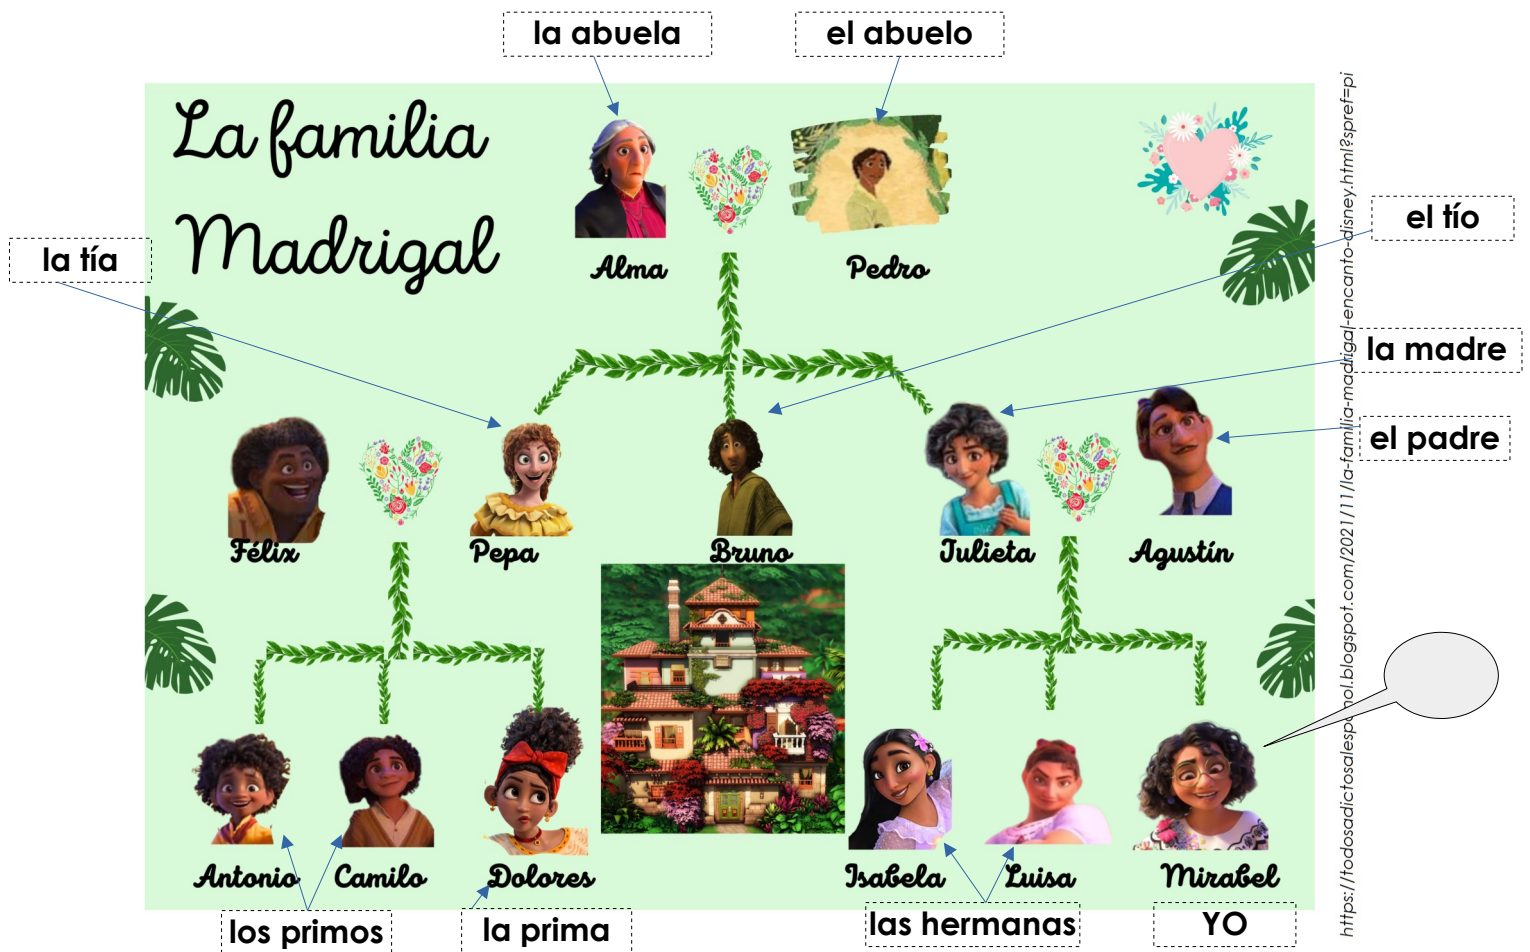 la abuela
el abuelo
La familia
Madrigal
el tío
la tía
Alma
Pedro
la madre
el padre
Félix
Pepa
Bruno
Julieta
Agustín
Antonio
Camilo
Dolores
Isabela
Luisa
Mirabel
los primos
la prima
las hermanas
YO
https://todosadictosalespanol.blogspot.com/2021/11/la-familia-madrigal-encanto-disney.html?spref=pi